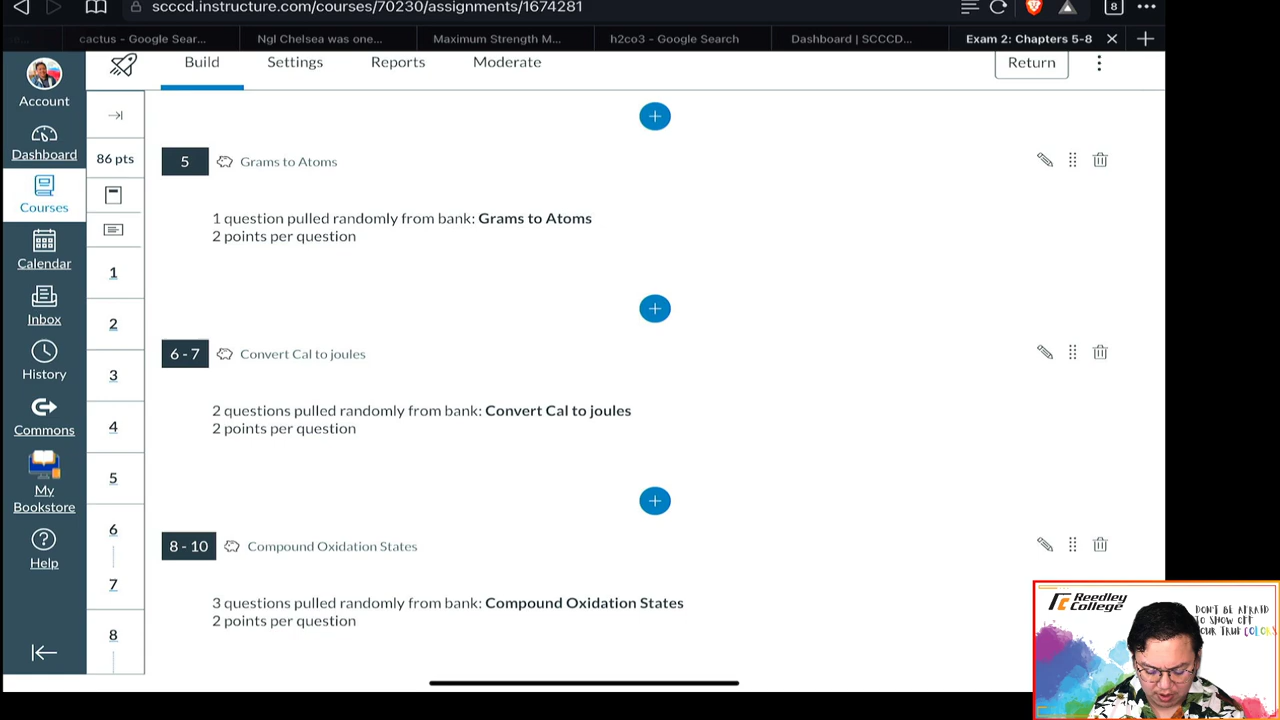 scccd.instructure.com/courses/70230/assignments/1674281
8
cactus - Google Sear...
Ngl Chelsea was one...
Maximum Strength M...
h2co3 - Google Search
Dashboard | SCCCD...
Exam 2: Chapters 5-8
Build
Settings
Reports
Moderate
Return
Account
Dashboard
Courses
Calendar
Inbox
History
Commons
My
Bookstore
Help
86 pts
1
2
3
4
5
6
7
8
5
Grams to Atoms
1 question pulled randomly from bank: Grams to Atoms
2 points per question
6 - 7
Convert Cal to joules
2 questions pulled randomly from bank: Convert Cal to joules
2 points per question
8 - 10
Compound Oxidation States
3 questions pulled randomly from bank: Compound Oxidation States
2 points per question
Reedley
College
DON'T BE AFRAID
TO SHOW OFF
YOUR TRUE COLORS